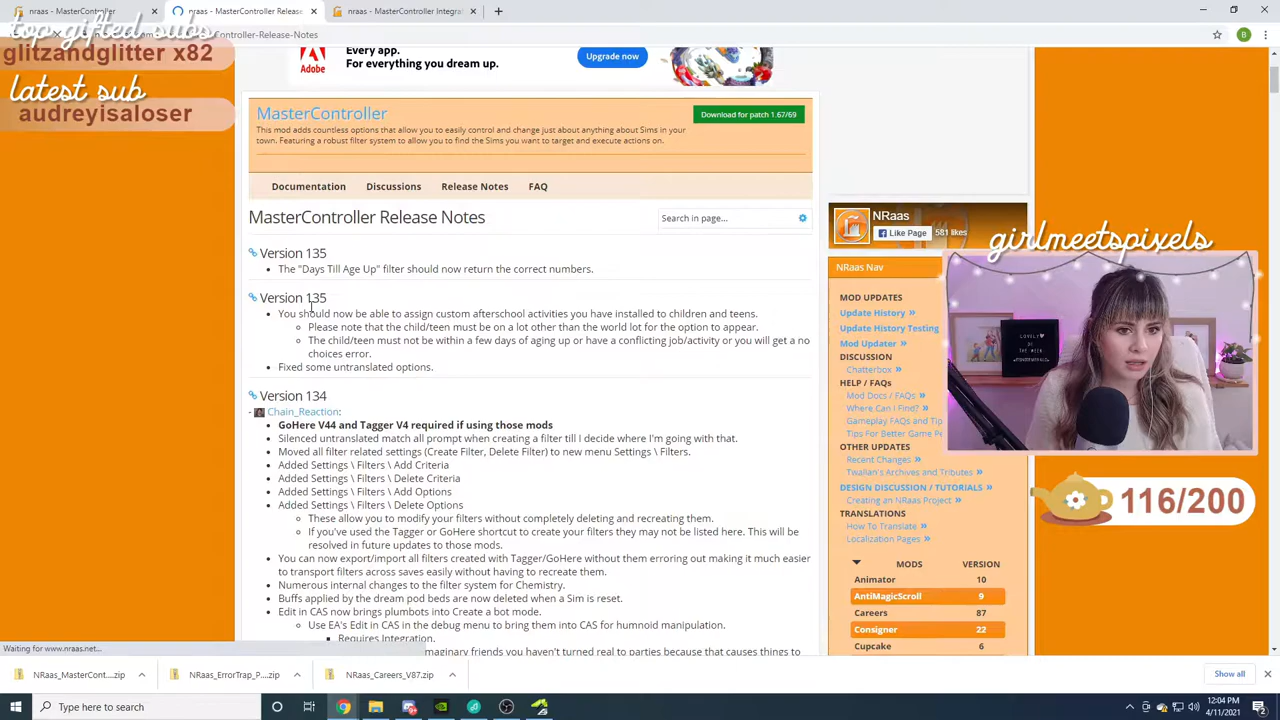 nraas - MasterController
nraas - MasterController
nraas - MasterController Integra
Controller-Release-Notes
B
top gifted subs
glitzandglitter x82
latest sub
audreyisaloser
Adobe
Every app.
For everything you dream up.
Upgrade now
MasterController
Download for patch 1.67/69
This mod adds countless options that allow you to easily control and change just about anything about Sims in your
town. Featuring a robust filter system to allow you to find the Sims you want to target and execute actions on.
Documentation
Discussions
Release Notes
FAQ
MasterController Release Notes
Search in page...
Version 135
The "Days Till Age Up" filter should now return the correct numbers.
Version 135
You should now be able to assign custom afterschool activities you have installed to children and teens.
Please note that the child/teen must be on a lot other than the world lot for the option to appear.
The child/teen must not be within a few days of aging up or have a conflicting job/activity or you will get a no
choices error.
Fixed some untranslated options.
Version 134
- Chain_Reaction:
GoHere V44 and Tagger V4 required if using those mods
Silenced untranslated match all prompt when creating a filter till I decide where I'm going with that.
Moved all filter related settings (Create Filter, Delete Filter) to new menu Settings \ Filters.
Added Settings \ Filters \ Add Criteria
Added Settings \ Filters \ Delete Criteria
Added Settings \ Filters \ Add Options
Added Settings \ Filters \ Delete Options
These allow you to modify your filters without completely deleting and recreating them.
If you've used the Tagger or GoHere shortcut to create your filters they may not be listed here. This will be
resolved in future updates to those mods.
You can now export/import all filters created with Tagger/GoHere without them erroring out making it much easier
to transport filters across saves easily without having to recreate them.
Numerous internal changes to the filter system for Chemistry.
Buffs applied by the dream pod beds are now deleted when a Sim is reset.
Edit in CAS now brings plumbots into Create a bot mode.
Use EA's Edit in CAS in the debug menu to bring them into CAS for humnoid manipulation.
Requires Integration.
maginary friends you haven't turned real to parties because that causes things to
NRaas
Like Page
581 likes
girlmeetspixels
NRaas Nav
MOD UPDATES
Update History »
Update History Testing
Mod Updater »
DISCUSSION
Chatterbox »
HELP / FAQs
Mod Docs / FAQs »
Where Can I Find? »
Gameplay FAQs and Tip
Tips For Better Game Pe
OTHER UPDATES
Recent Changes »
Twallan's Archives and Tributes »
DESIGN DISCUSSION / TUTORIALS »
Creating an NRaas Project »
TRANSLATIONS
How To Translate »
Localization Pages »
MODS VERSION
Animator 10
AntiMagicScroll 9
Careers 87
Consigner 22
Cupcake 6
116/200
Waiting for www.nraas.net...
NRaas_MasterCont....zip
NRaas_ErrorTrap_P....zip
NRaas_Careers_V87.zip
Show all
Type here to search
12:04 PM
4/11/2021
2